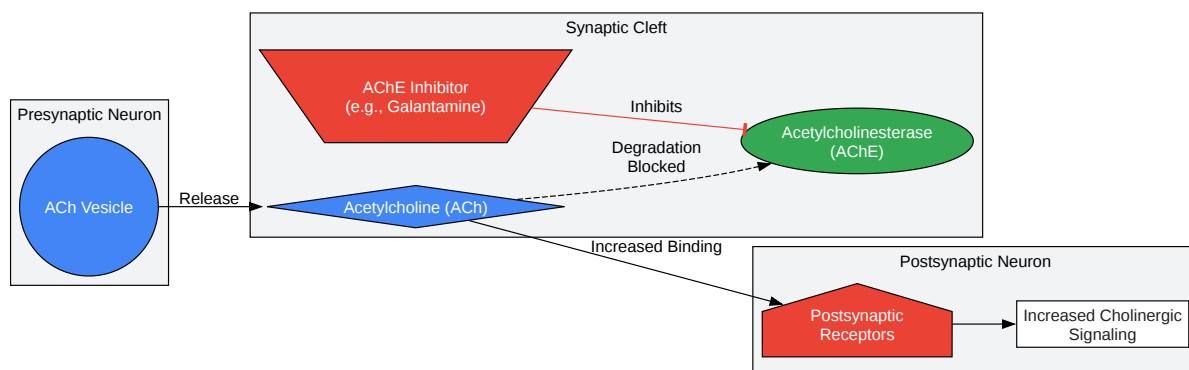 Synaptic Cleft
AChE Inhibitor
(e.g., Galantamine)
Inhibits
Acetylcholinesterase
(AChE)
Degradation
Blocked
Presynaptic Neuron
ACh Vesicle
Release
Acetylcholine (ACh)
Increased Binding
Postsynaptic Neuron
Postsynaptic
Receptors
Increased Cholinergic
Signaling